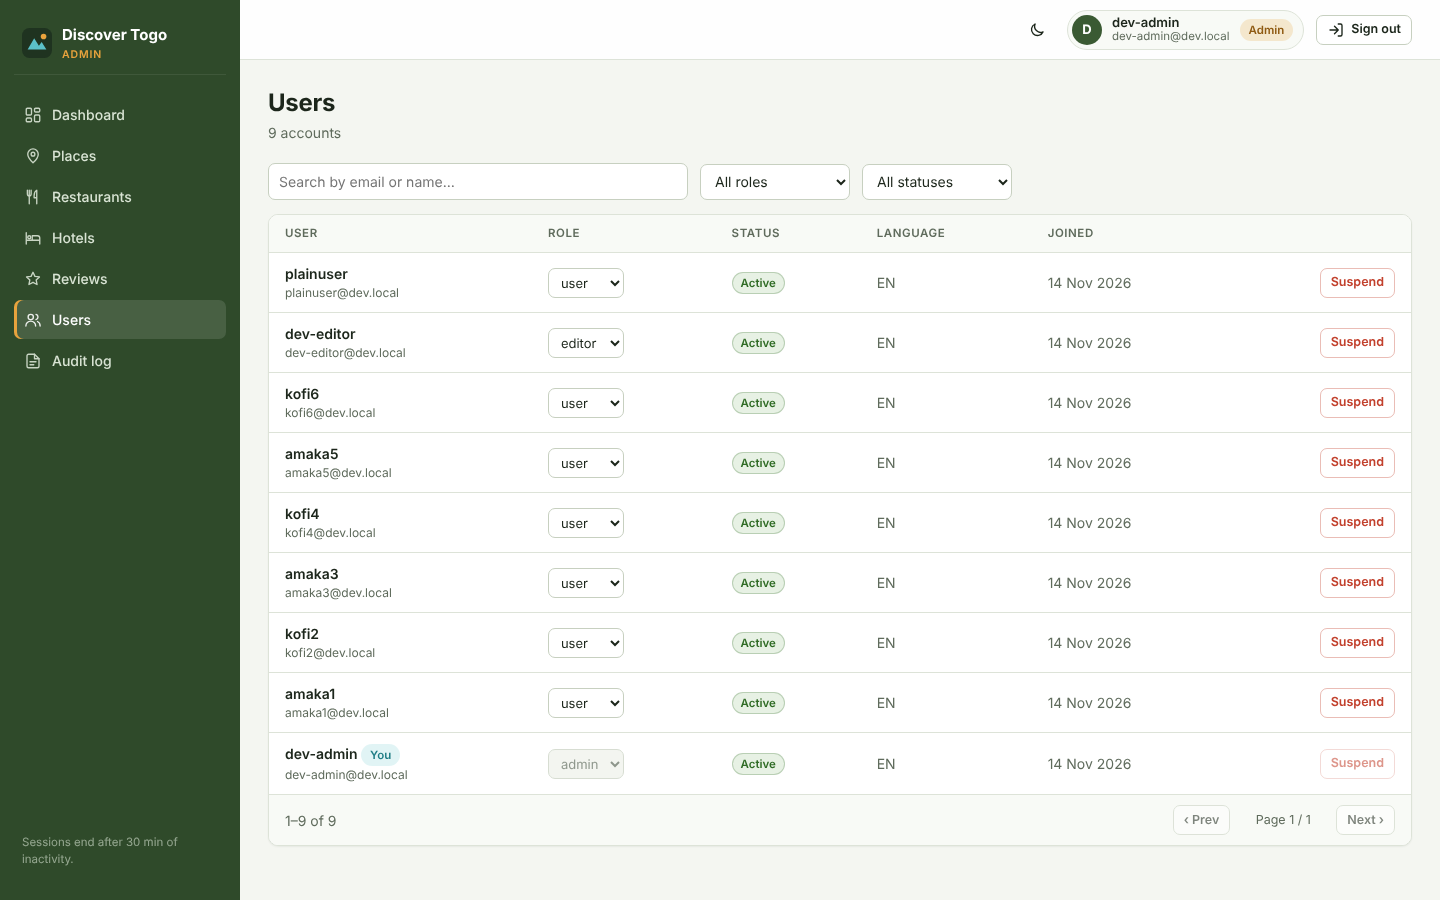 Discover Togo
ADMIN
Dashboard
Places
Restaurants
Hotels
Reviews
Users
Audit log
Sessions end after 30 min of
inactivity.
D
dev-admin
dev-admin@dev.local
Admin
Sign out
Users
9 accounts
Search by email or name...
All roles
All statuses
USER ROLE STATUS LANGUAGE JOINED
plainuser
plainuser@dev.local
user Active EN 14 Nov 2026 Suspend
dev-editor
dev-editor@dev.local
editor Active EN 14 Nov 2026 Suspend
kofi6
kofi6@dev.local
user Active EN 14 Nov 2026 Suspend
amaka5
amaka5@dev.local
user Active EN 14 Nov 2026 Suspend
kofi4
kofi4@dev.local
user Active EN 14 Nov 2026 Suspend
amaka3
amaka3@dev.local
user Active EN 14 Nov 2026 Suspend
kofi2
kofi2@dev.local
user Active EN 14 Nov 2026 Suspend
amaka1
amaka1@dev.local
user Active EN 14 Nov 2026 Suspend
dev-admin You
dev-admin@dev.local
admin Active EN 14 Nov 2026 Suspend
1–9 of 9
‹ Prev Page 1 / 1 Next ›